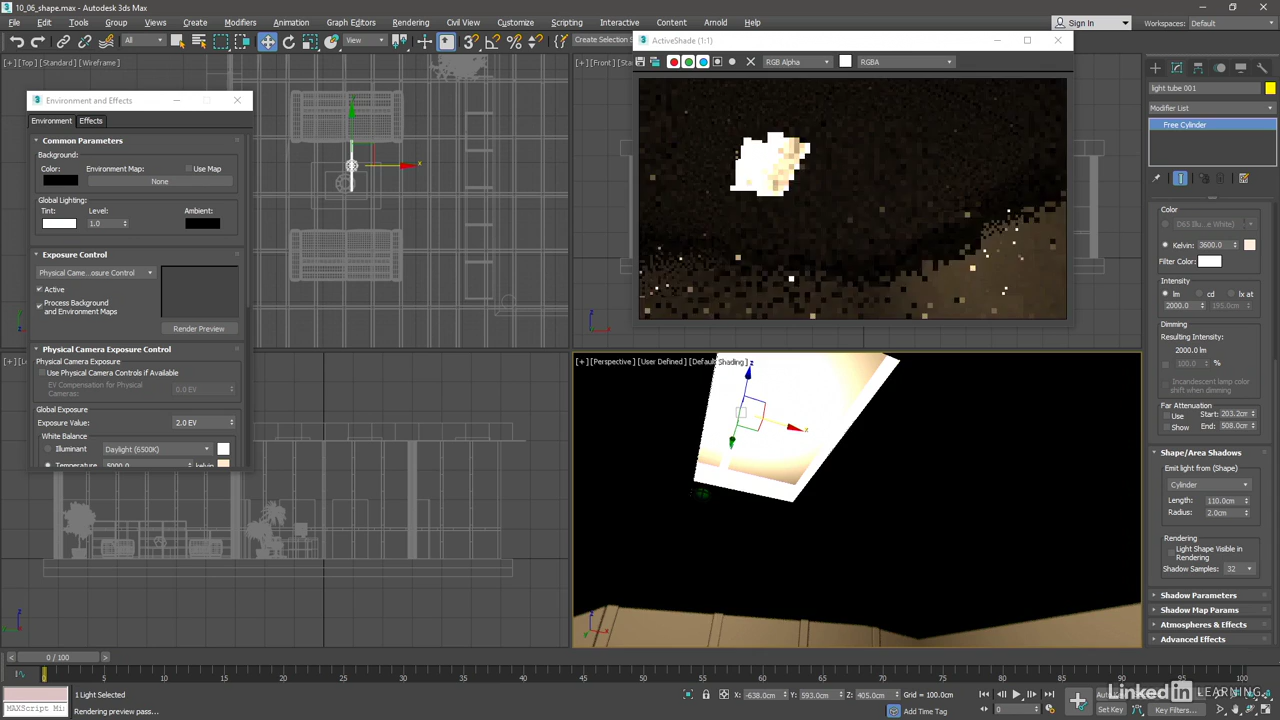 10_06_shape.max - Autodesk 3ds Max
File Edit Tools Group Views Create Modifiers Animation Graph Editors Rendering Civil View Customize Scripting Interactive Content Arnold Help
Sign In
Workspaces: Default
All
View
Create Selection S
[+] [Top] [Standard] [Wireframe]
[+] [Front] [Sta
ActiveShade (1:1)
RGB Alpha
RGBA
Environment and Effects
Environment Effects
Common Parameters
Background:
Color: Environment Map: Use Map
None
Global Lighting:
Tint: Level: Ambient:
1.0
Exposure Control
Physical Came...osure Control
Active
Process Background
and Environment Maps
Render Preview
Physical Camera Exposure Control
Physical Camera Exposure
Use Physical Camera Controls if Available
EV Compensation for Physical
Cameras: 0.0 EV
Global Exposure
Exposure Value: 2.0 EV
White Balance
Illuminant Daylight (6500K)
Temperature 5000.0 kelvin
x
z
x
[+] [Perspective] [User Defined] [Default Shading]
z
z
x
y
light tube 001
Modifier List
Free Cylinder
Color
D65 (Reference White)
Kelvin: 3600.0
Filter Color:
Intensity
lm cd lx at
2000.0 195.0cm
Dimming
Resulting Intensity:
2000.0 lm
100.0 %
Incandescent lamp color
shift when dimming
Far Attenuation
Use Start: 203.2cm
Show End: 508.0cm
Shape/Area Shadows
Emit light from (Shape)
Cylinder
Length: 110.0cm
Radius: 2.0cm
Rendering
Light Shape Visible in
Rendering
Shadow Samples: 32
Shadow Parameters
Shadow Map Params
Atmospheres & Effects
Advanced Effects
0 / 100
0 5 10 15 20 25 30 35 40 45 50 55 60 65 70 75 80 85 90 95 100
MAXScript Mi
1 Light Selected
Rendering preview pass...
X: -638.0cm Y: 593.0cm Z: 405.0cm Grid = 100.0cm
Add Time Tag
0
Set Key
Key Filters...
LinkedIn LEARNING